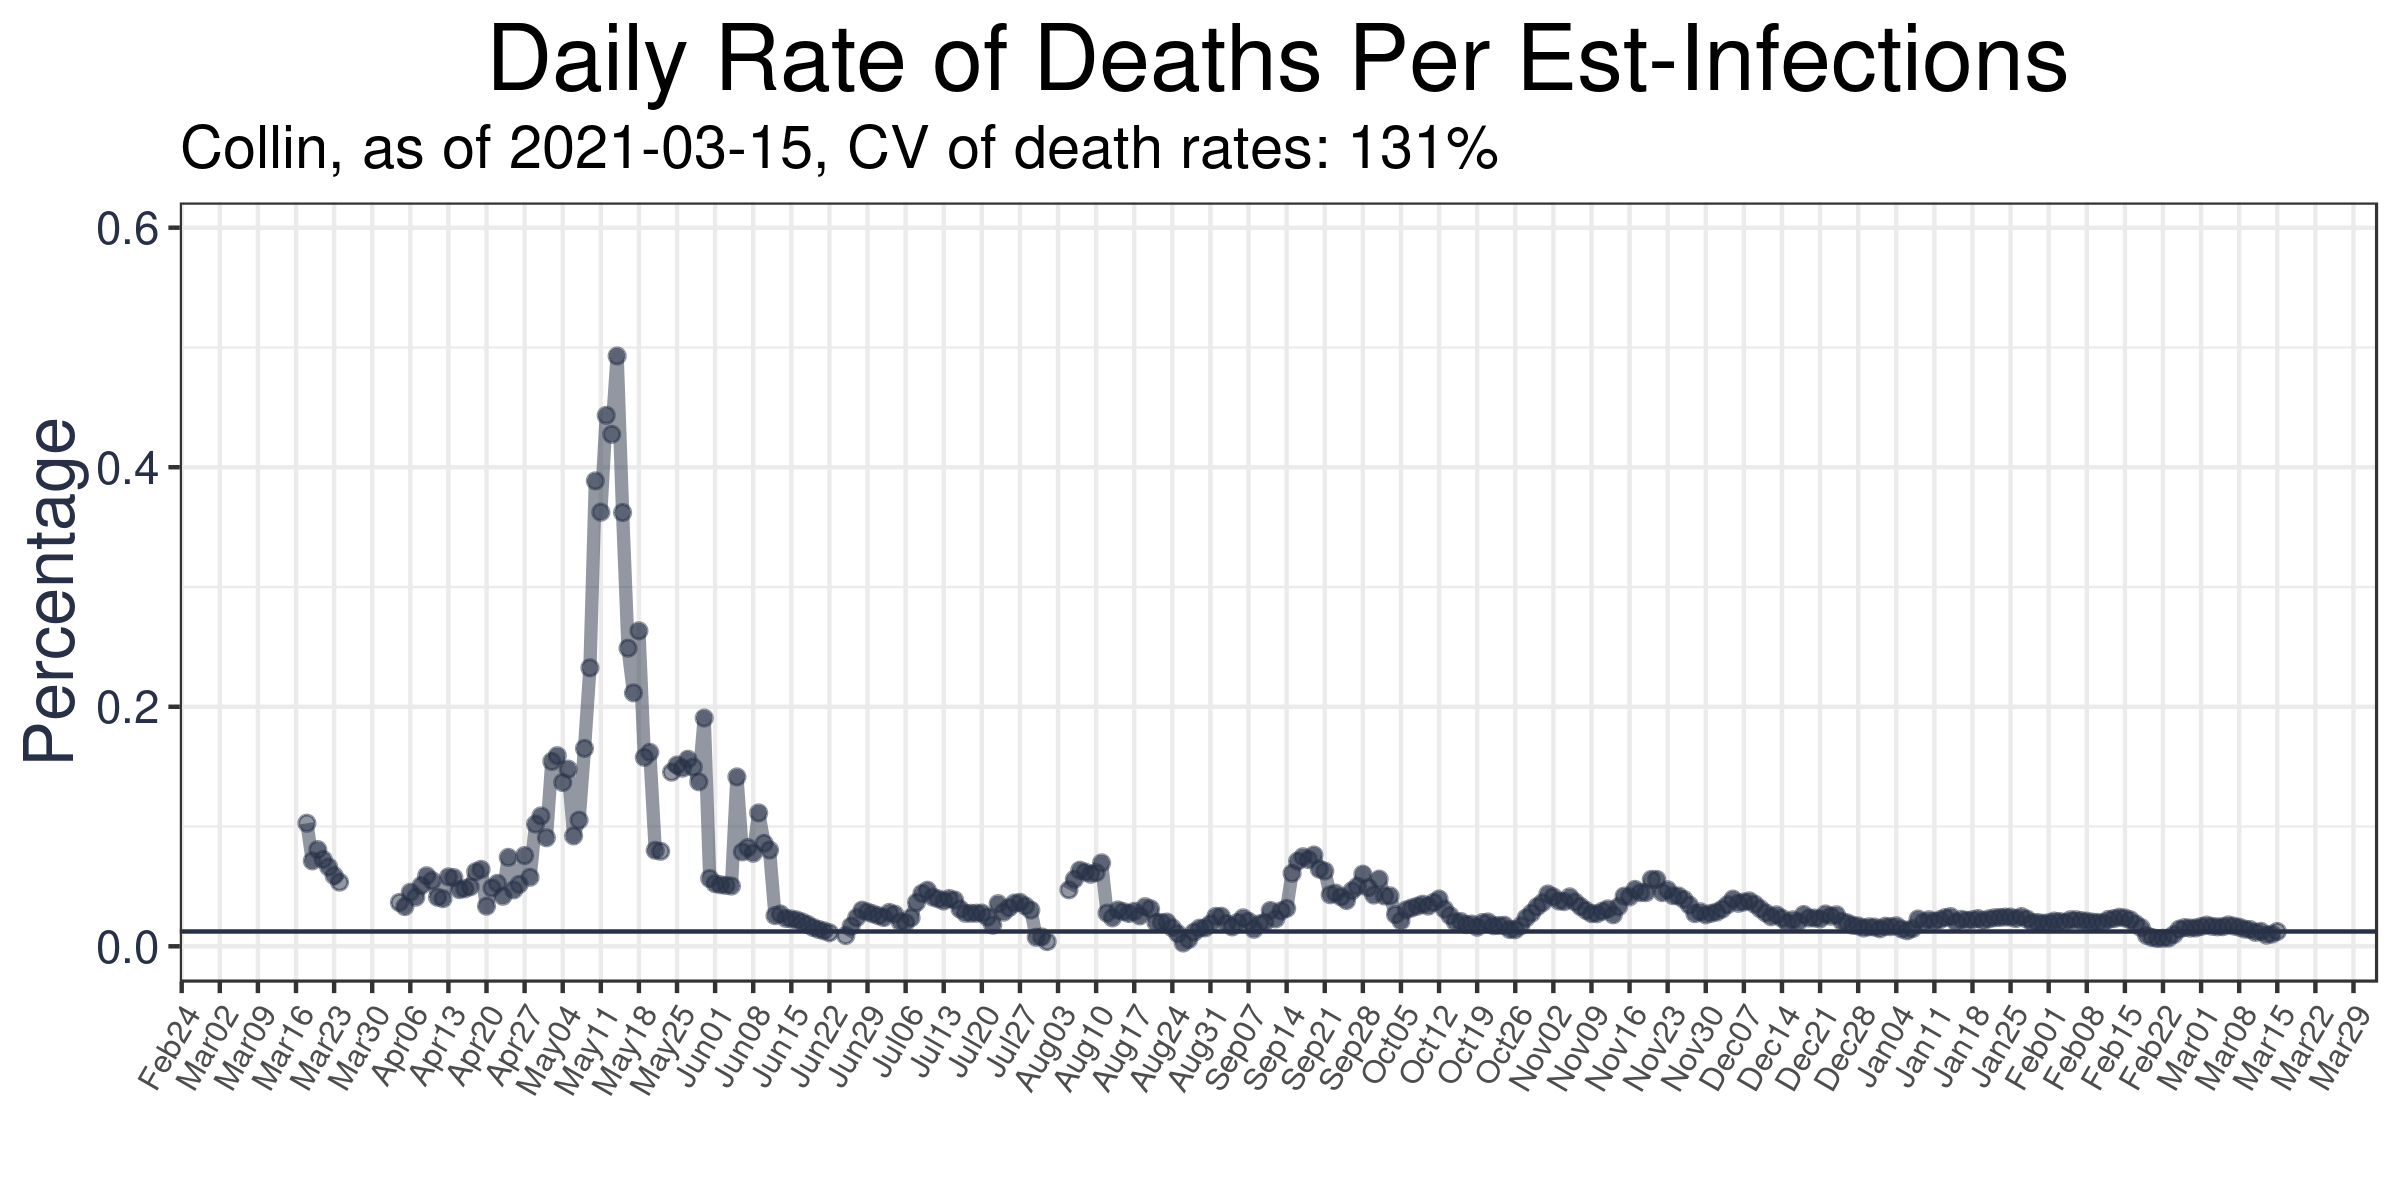 Daily Rate of Deaths Per Est-Infections
Collin, as of 2021-03-15, CV of death rates: 131%
Percentage
0.6
0.4
0.2
0.0
Feb24
Mar02
Mar09
Mar16
Mar23
Mar30
Apr06
Apr13
Apr20
Apr27
May04
May11
May18
May25
Jun01
Jun08
Jun15
Jun22
Jun29
Jul06
Jul13
Jul20
Jul27
Aug03
Aug10
Aug17
Aug24
Aug31
Sep07
Sep14
Sep21
Sep28
Oct05
Oct12
Oct19
Oct26
Nov02
Nov09
Nov16
Nov23
Nov30
Dec07
Dec14
Dec21
Dec28
Jan04
Jan11
Jan18
Jan25
Feb01
Feb08
Feb15
Feb22
Mar01
Mar08
Mar15
Mar22
Mar29